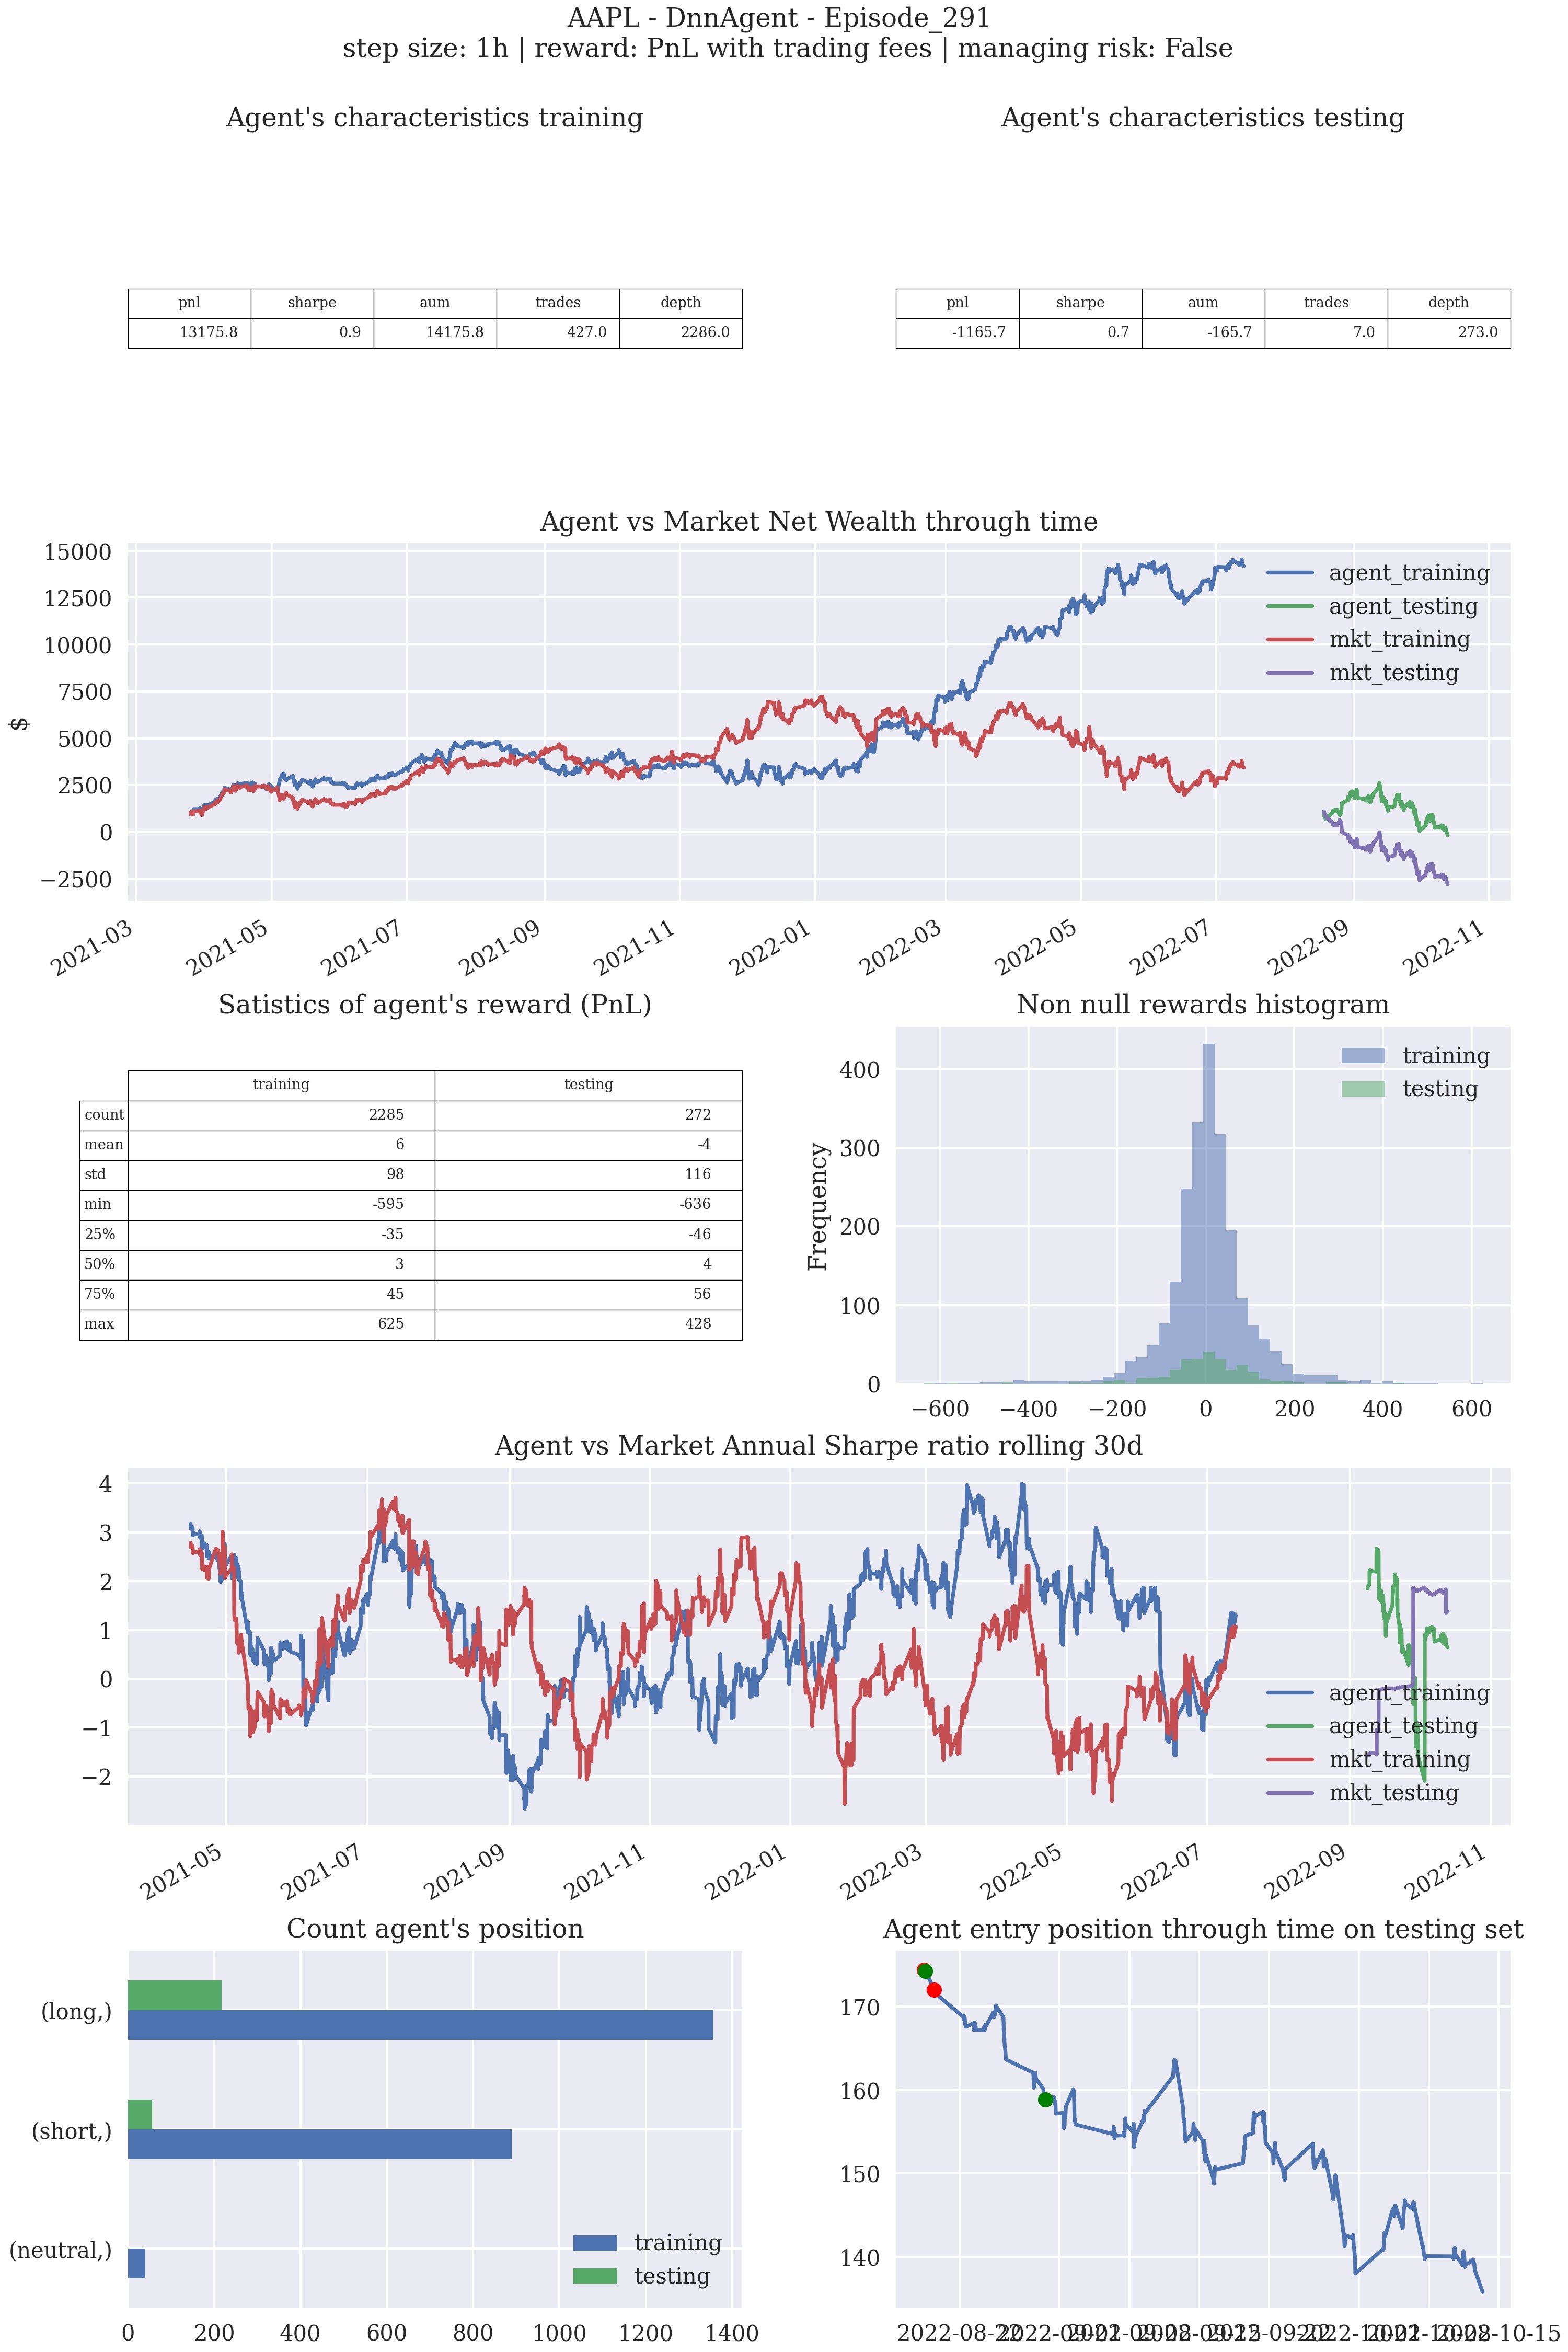 AAPL - DnnAgent - Episode_291
step size: 1h | reward: PnL with trading fees | managing risk: False
Agent's characteristics training
Agent's characteristics testing
pnl sharpe aum trades depth
13175.8 0.9 14175.8 427.0 2286.0
pnl sharpe aum trades depth
-1165.7 0.7 -165.7 7.0 273.0
Agent vs Market Net Wealth through time
$
15000
12500
10000
7500
5000
2500
0
−2500
agent_training
agent_testing
mkt_training
mkt_testing
2021-03 2021-05 2021-07 2021-09 2021-11 2022-01 2022-03 2022-05 2022-07 2022-09 2022-11
Satistics of agent's reward (PnL)
training testing
count 2285 272
mean 6 -4
std 98 116
min -595 -636
25% -35 -46
50% 3 4
75% 45 56
max 625 428
Non null rewards histogram
Frequency
400
300
200
100
0
training
testing
−600 −400 −200 0 200 400 600
Agent vs Market Annual Sharpe ratio rolling 30d
4
3
2
1
0
−1
−2
agent_training
agent_testing
mkt_training
mkt_testing
2021-05 2021-07 2021-09 2021-11 2022-01 2022-03 2022-05 2022-07 2022-09 2022-11
Count agent's position
(long,)
(short,)
(neutral,)
training
testing
0 200 400 600 800 1000 1200 1400
Agent entry position through time on testing set
170
160
150
140